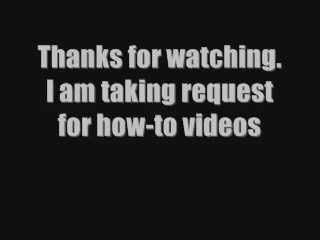 Thanks for watching.
I am taking request
for how-to videos